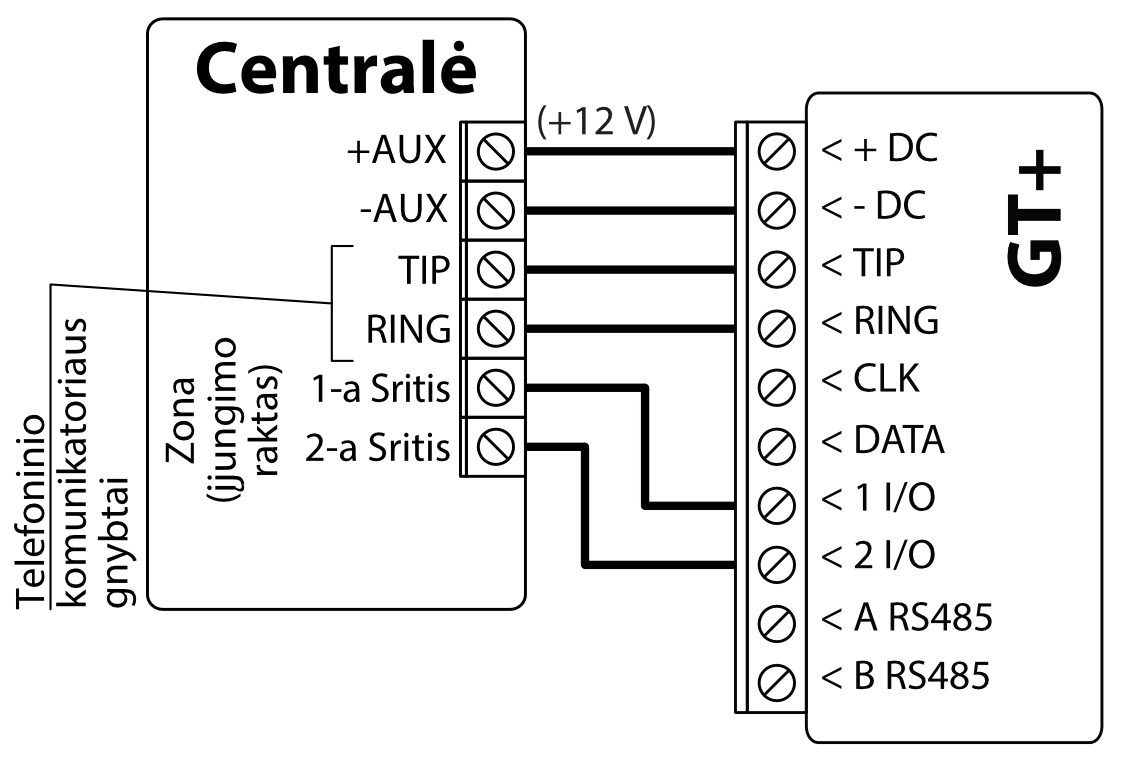 Centralė
(+12 V)
+AUX
-AUX
TIP
RING
1-a Sritis
2-a Sritis
Zona
(įjungimo
raktas)
Telefoninio
komunikatoriaus
gnybtai
< + DC
< - DC
< TIP
< RING
< CLK
< DATA
< 1 I/O
< 2 I/O
< A RS485
< B RS485
GT+